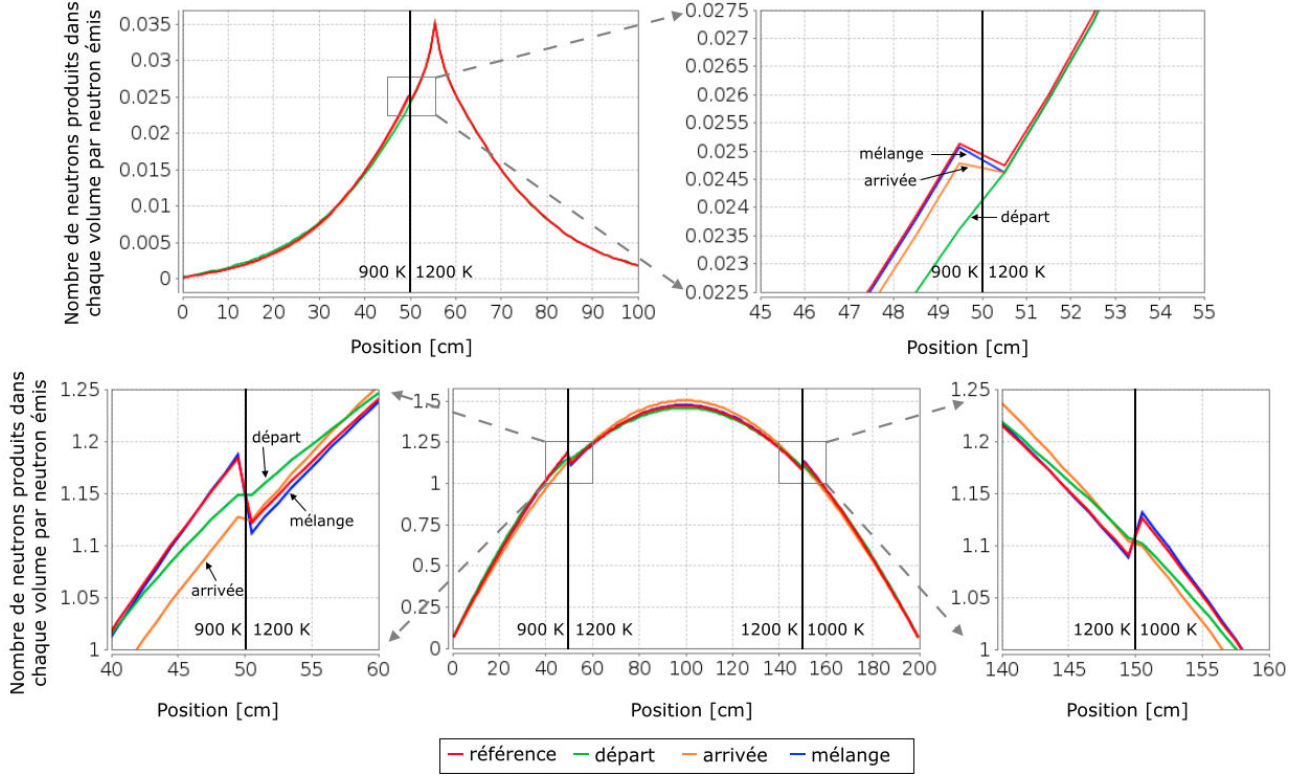 Nombre de neutrons produits dans
chaque volume par neutron émis
0.035
0.03
0.025
0.02
0.015
0.01
0.005
0
900 K 1200 K
0 10 20 30 40 50 60 70 80 90 100
Position [cm]
0.0275
0.027
0.0265
0.026
0.0255
0.025
0.0245
0.024
0.0235
0.023
0.0225
mélange
arrivée
départ
900 K 1200 K
45 46 47 48 49 50 51 52 53 54 55
Position [cm]
Nombre de neutrons produits dans
chaque volume par neutron émis
1.25
1.2
1.15
1.1
1.05
1
départ
mélange
arrivée
900 K 1200 K
40 45 50 55 60
Position [cm]
1.5
1.25
1
0.75
0.5
0.25
0
900 K 1200 K
1200 K 1000 K
0 20 40 60 80 100 120 140 160 180 200
Position [cm]
1.25
1.2
1.15
1.1
1.05
1
1200 K 1000 K
140 145 150 155 160
Position [cm]
référence départ arrivée mélange